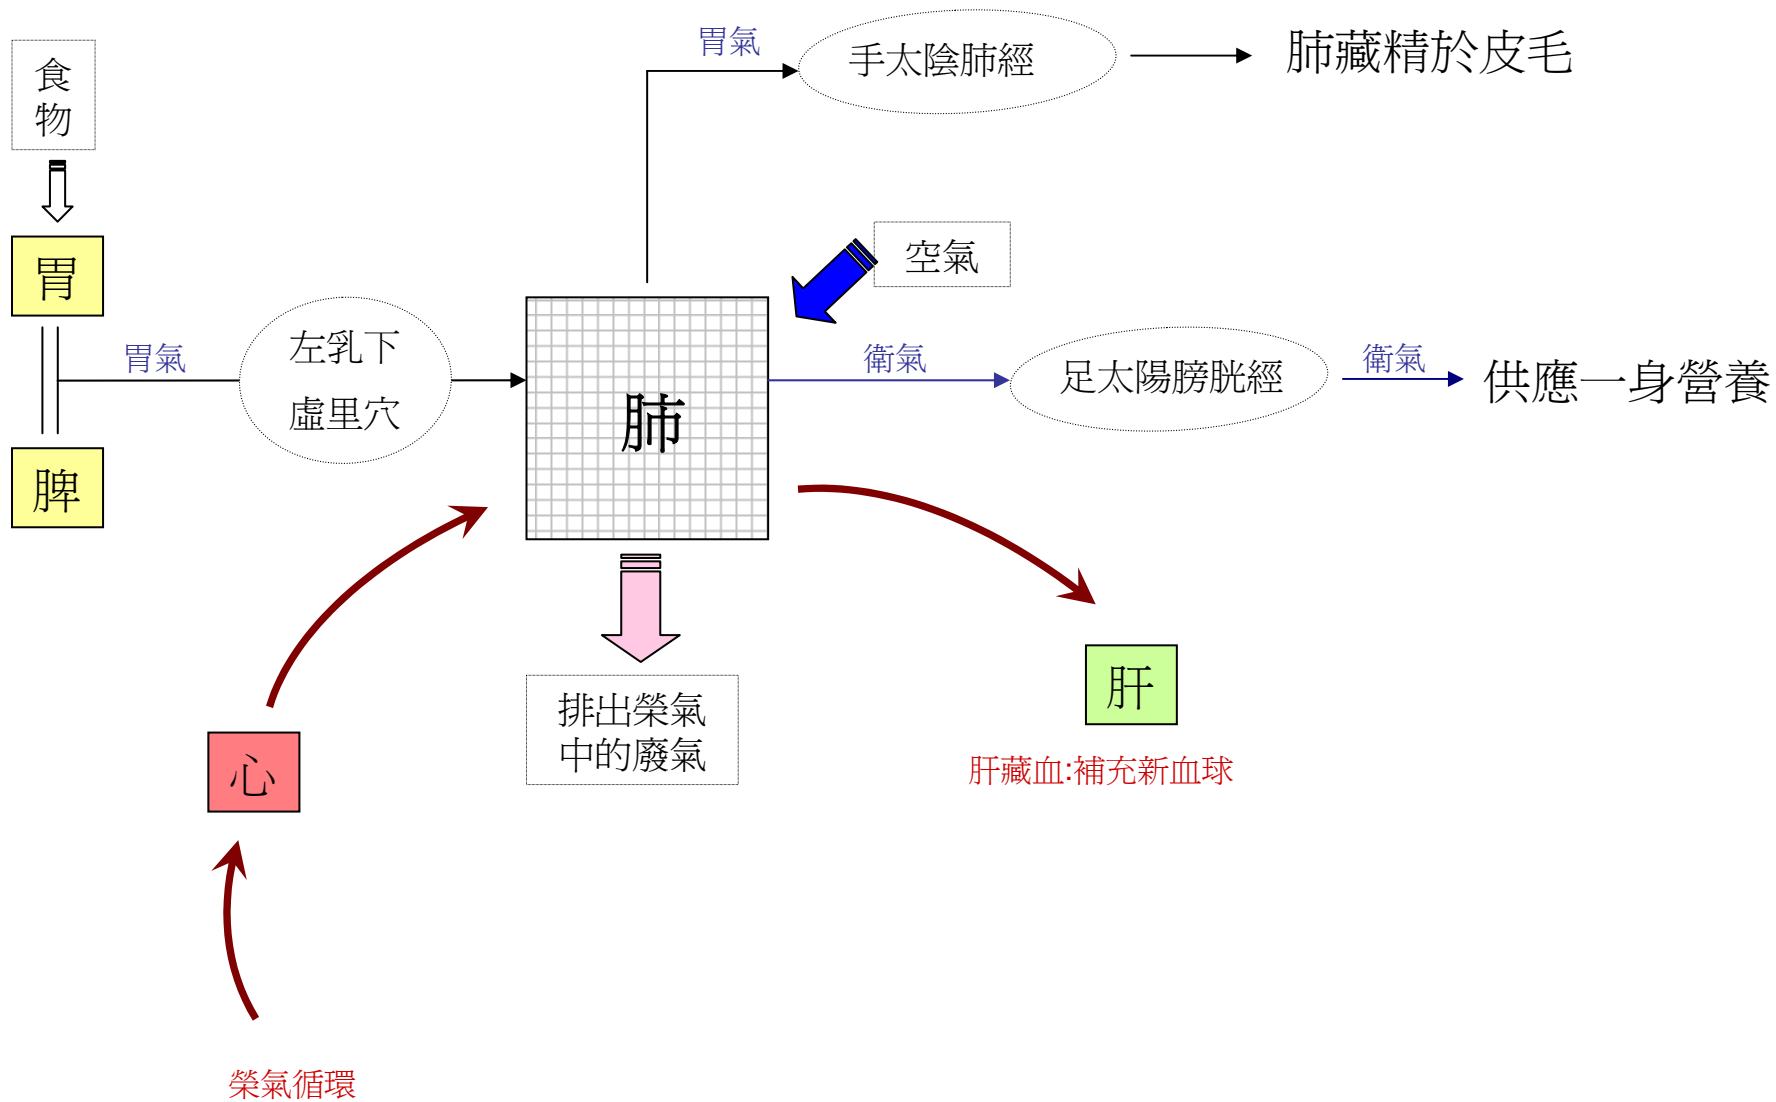 胃氣
手太陰肺經
肺藏精於皮毛
食
物
空氣
胃
胃氣
左乳下
虛里穴
肺
衛氣
足太陽膀胱經
衛氣
供應一身營養
脾
排出榮氣
中的廢氣
肝
肝藏血:補充新血球
心
榮氣循環